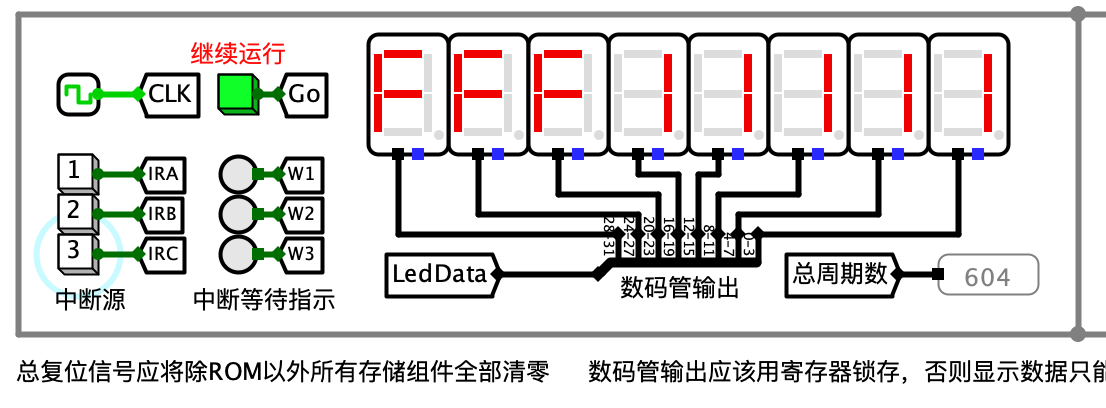 继续运行
CLK
Go
FFF11111
1
IRA
W1
2
IRB
W2
3
IRC
W3
中断源
中断等待指示
28-31
24-27
20-23
16-19
12-15
8-11
4-7
0-3
LedData
数码管输出
总周期数
604
总复位信号应将除ROM以外所有存储组件全部清零
数码管输出应该用寄存器锁存，否则显示数据只能